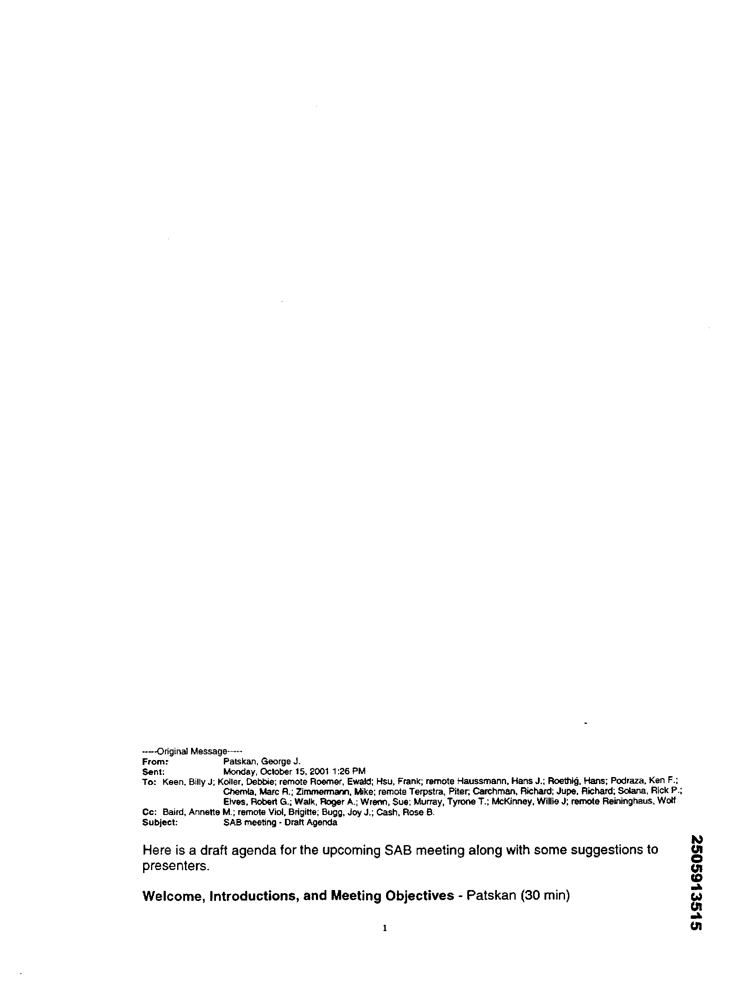 -----Original Message-----
From: Patskan, George J.
Sent: Monday, October 15, 2001 1:26 PM
To: Keen, Billy J; Koller, Debbie; remote Roemer, Ewald; Hsu, Frank; remote Haussmann, Hans J.; Roethig, Hans; Podraza, Ken F.;
Chemla, Marc R.; Zimmermann, Mike; remote Terpstra, Piter; Carchman, Richard; Jupe, Richard; Solana, Rick P.;
Elves, Robert G.; Walk, Roger A.; Wrenn, Sue; Murray, Tyrone T.; McKinney, Willie J; remote Reininghaus, Wolf
Cc: Baird, Annette M.; remote Viol, Brigitte; Bugg, Joy J.; Cash, Rose B.
Subject: SAB meeting - Draft Agenda
Here is a draft agenda for the upcoming SAB meeting along with some suggestions to
presenters.
Welcome, Introductions, and Meeting Objectives - Patskan (30 min)
1
2505913515